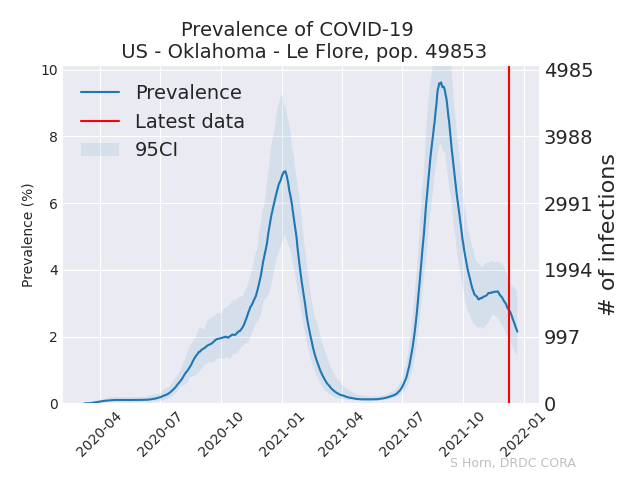 Prevalence of COVID-19
US - Oklahoma - Le Flore, pop. 49853
Prevalence
Latest data
95CI
Prevalence (%)
10
8
6
4
2
0
4985
3988
2991
1994
997
0
# of infections
2020-04
2020-07
2020-10
2021-01
2021-04
2021-07
2021-10
2022-01
S Horn, DRDC CORA